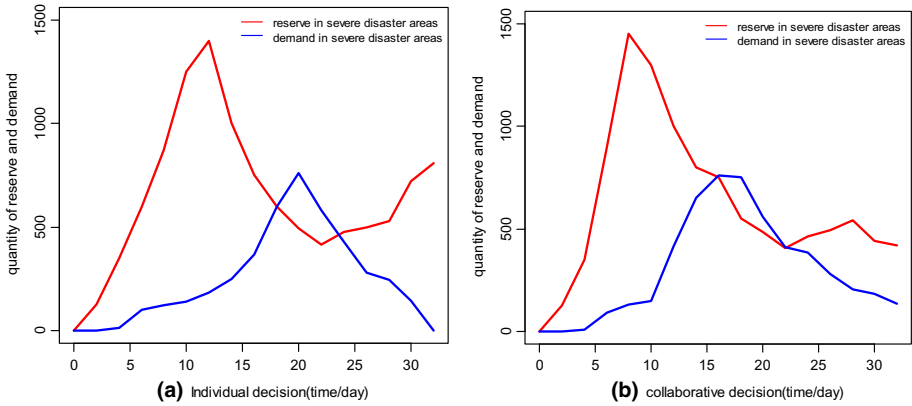 reserve in severe disaster areas
demand in severe disaster areas
quantity of reserve and demand
1500
1000
500
0
0 5 10 15 20 25 30
(a) Individual decision(time/day)
reserve in severe disaster areas
demand in severe disaster areas
quantity of reserve and demand
1500
1000
500
0
0 5 10 15 20 25 30
(b) collaborative decision(time/day)